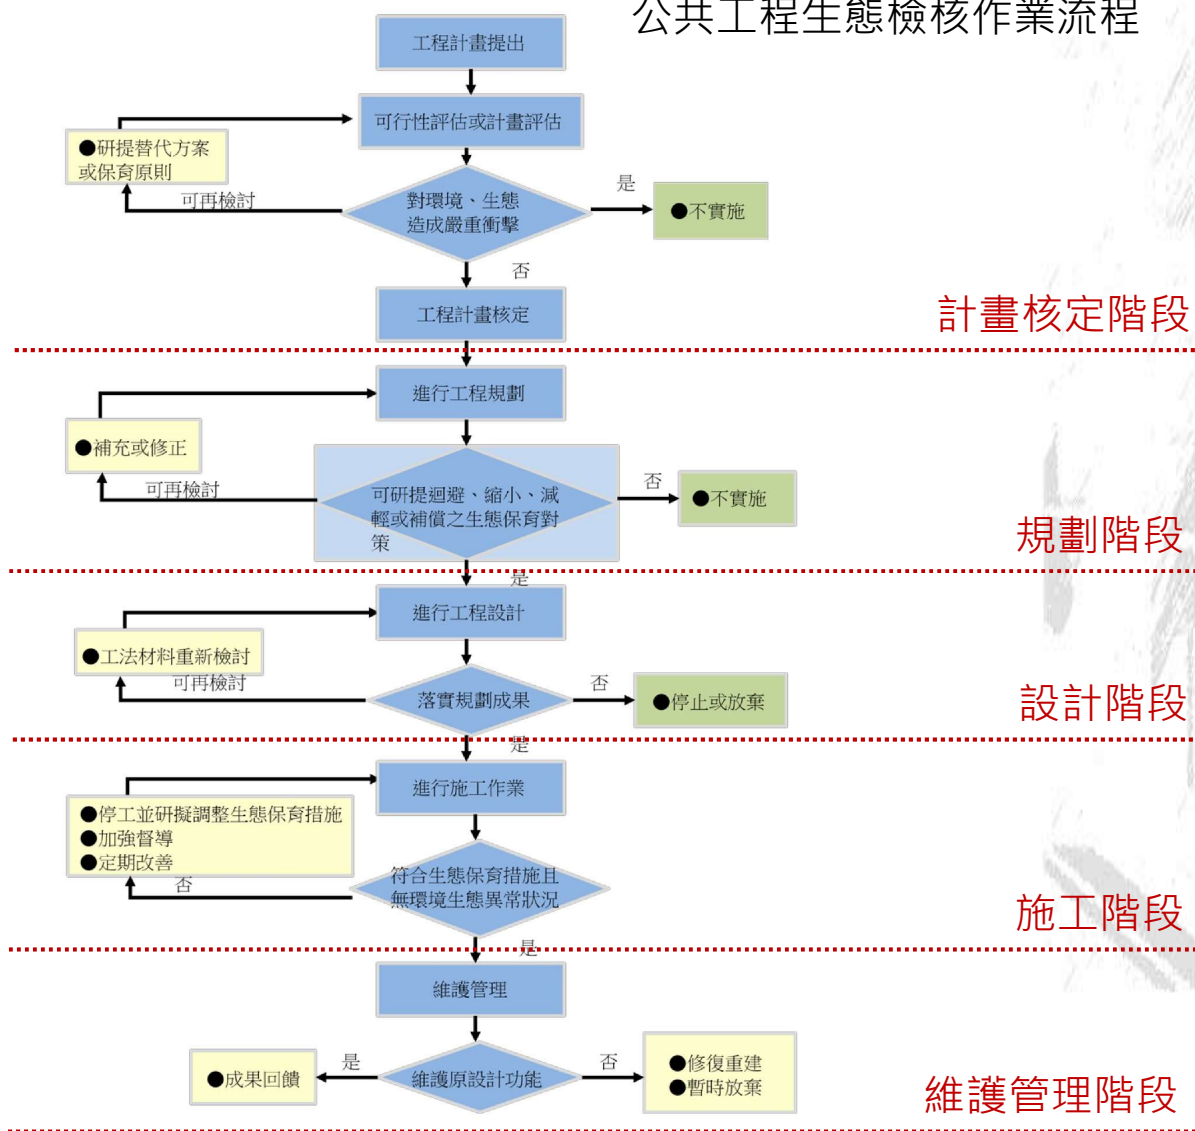 公共工程生態檢核作業流程
工程計畫提出
可行性評估或計畫評估
●研提替代方案
或保育原則
可再檢討
對環境、生態
造成嚴重衝擊
是
●不實施
否
工程計畫核定
計畫核定階段
進行工程規劃
●補充或修正
可再檢討
可研提迴避、縮小、減
輕或補償之生態保育對
策
否
●不實施
規劃階段
是
進行工程設計
●工法材料重新檢討
可再檢討
落實規劃成果
否
●停止或放棄
設計階段
是
進行施工作業
●停工並研擬調整生態保育措施
●加強督導
●定期改善
否
符合生態保育措施且
無環境生態異常狀況
施工階段
是
維護管理
●成果回饋
是
維護原設計功能
否
●修復重建
●暫時放棄
維護管理階段